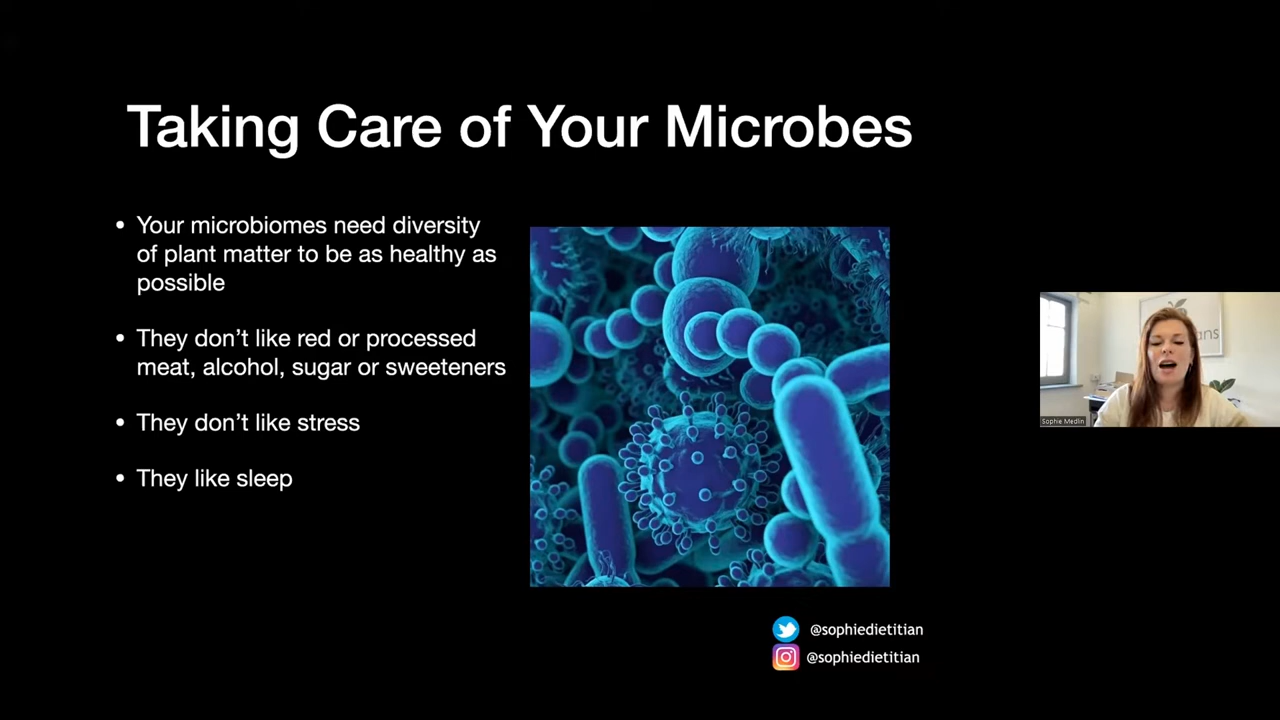 Taking Care of Your Microbes
• Your microbiomes need diversity
of plant matter to be as healthy as
possible
• They don’t like red or processed
meat, alcohol, sugar or sweeteners
• They don’t like stress
• They like sleep
ans
Sophie Medlin
@sophiedietitian
@sophiedietitian